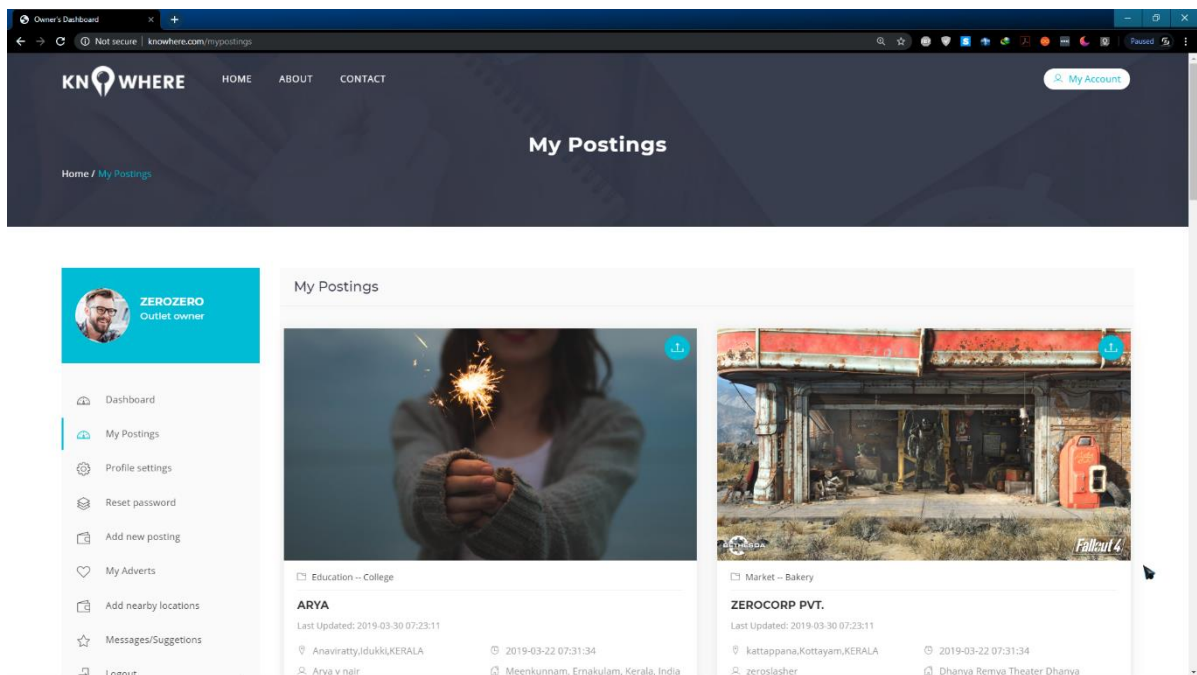 Owner's Dashboard
Not secure | knowhere.com/mypostings
Paused
KN WHERE
HOME
ABOUT
CONTACT
My Account
My Postings
Home / My Postings
ZEROZERO
Outlet owner
Dashboard
My Postings
Profile settings
Reset password
Add new posting
My Adverts
Add nearby locations
Messages/Suggetions
Logout
My Postings
Education -- College
ARYA
Last Updated: 2019-03-30 07:23:11
Anaviratty,Idukki,KERALA
2019-03-22 07:31:34
Arya v nair
Meenkunnam, Ernakulam, Kerala, India
BETHESDA
Fallout 4
Market -- Bakery
ZEROCORP PVT.
Last Updated: 2019-03-30 07:23:11
kattappana,Kottayam,KERALA
2019-03-22 07:31:34
zeroslasher
Dhanya Remya Theater Dhanya